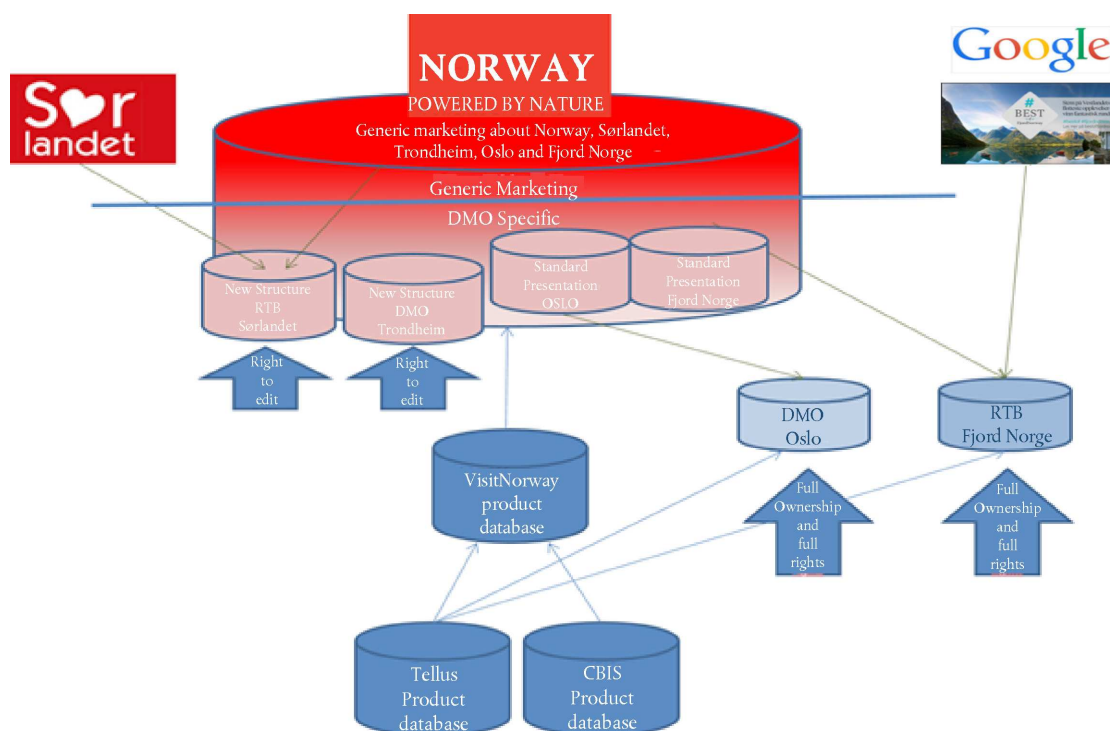 Sørlandet
NORWAY
POWERED BY NATURE
Generic marketing about Norway, Sørlandet,
Trondheim, Oslo and Fjord Norge
Google
#
BEST
Generic Marketing
DMO Specific
New Structure
RTB
Sørlandet
New Structure
DMO
Trondheim
Standard
Presentation
OSLO
Standard
Presentation
Fjord Norge
Right
to
edit
Right
to
edit
DMO
Oslo
RTB
Fjord Norge
VisitNorway
product
database
Full
Ownership
and
full
rights
Full
Ownership
and
full
rights
Tellus
Product
database
CBIS
Product
database